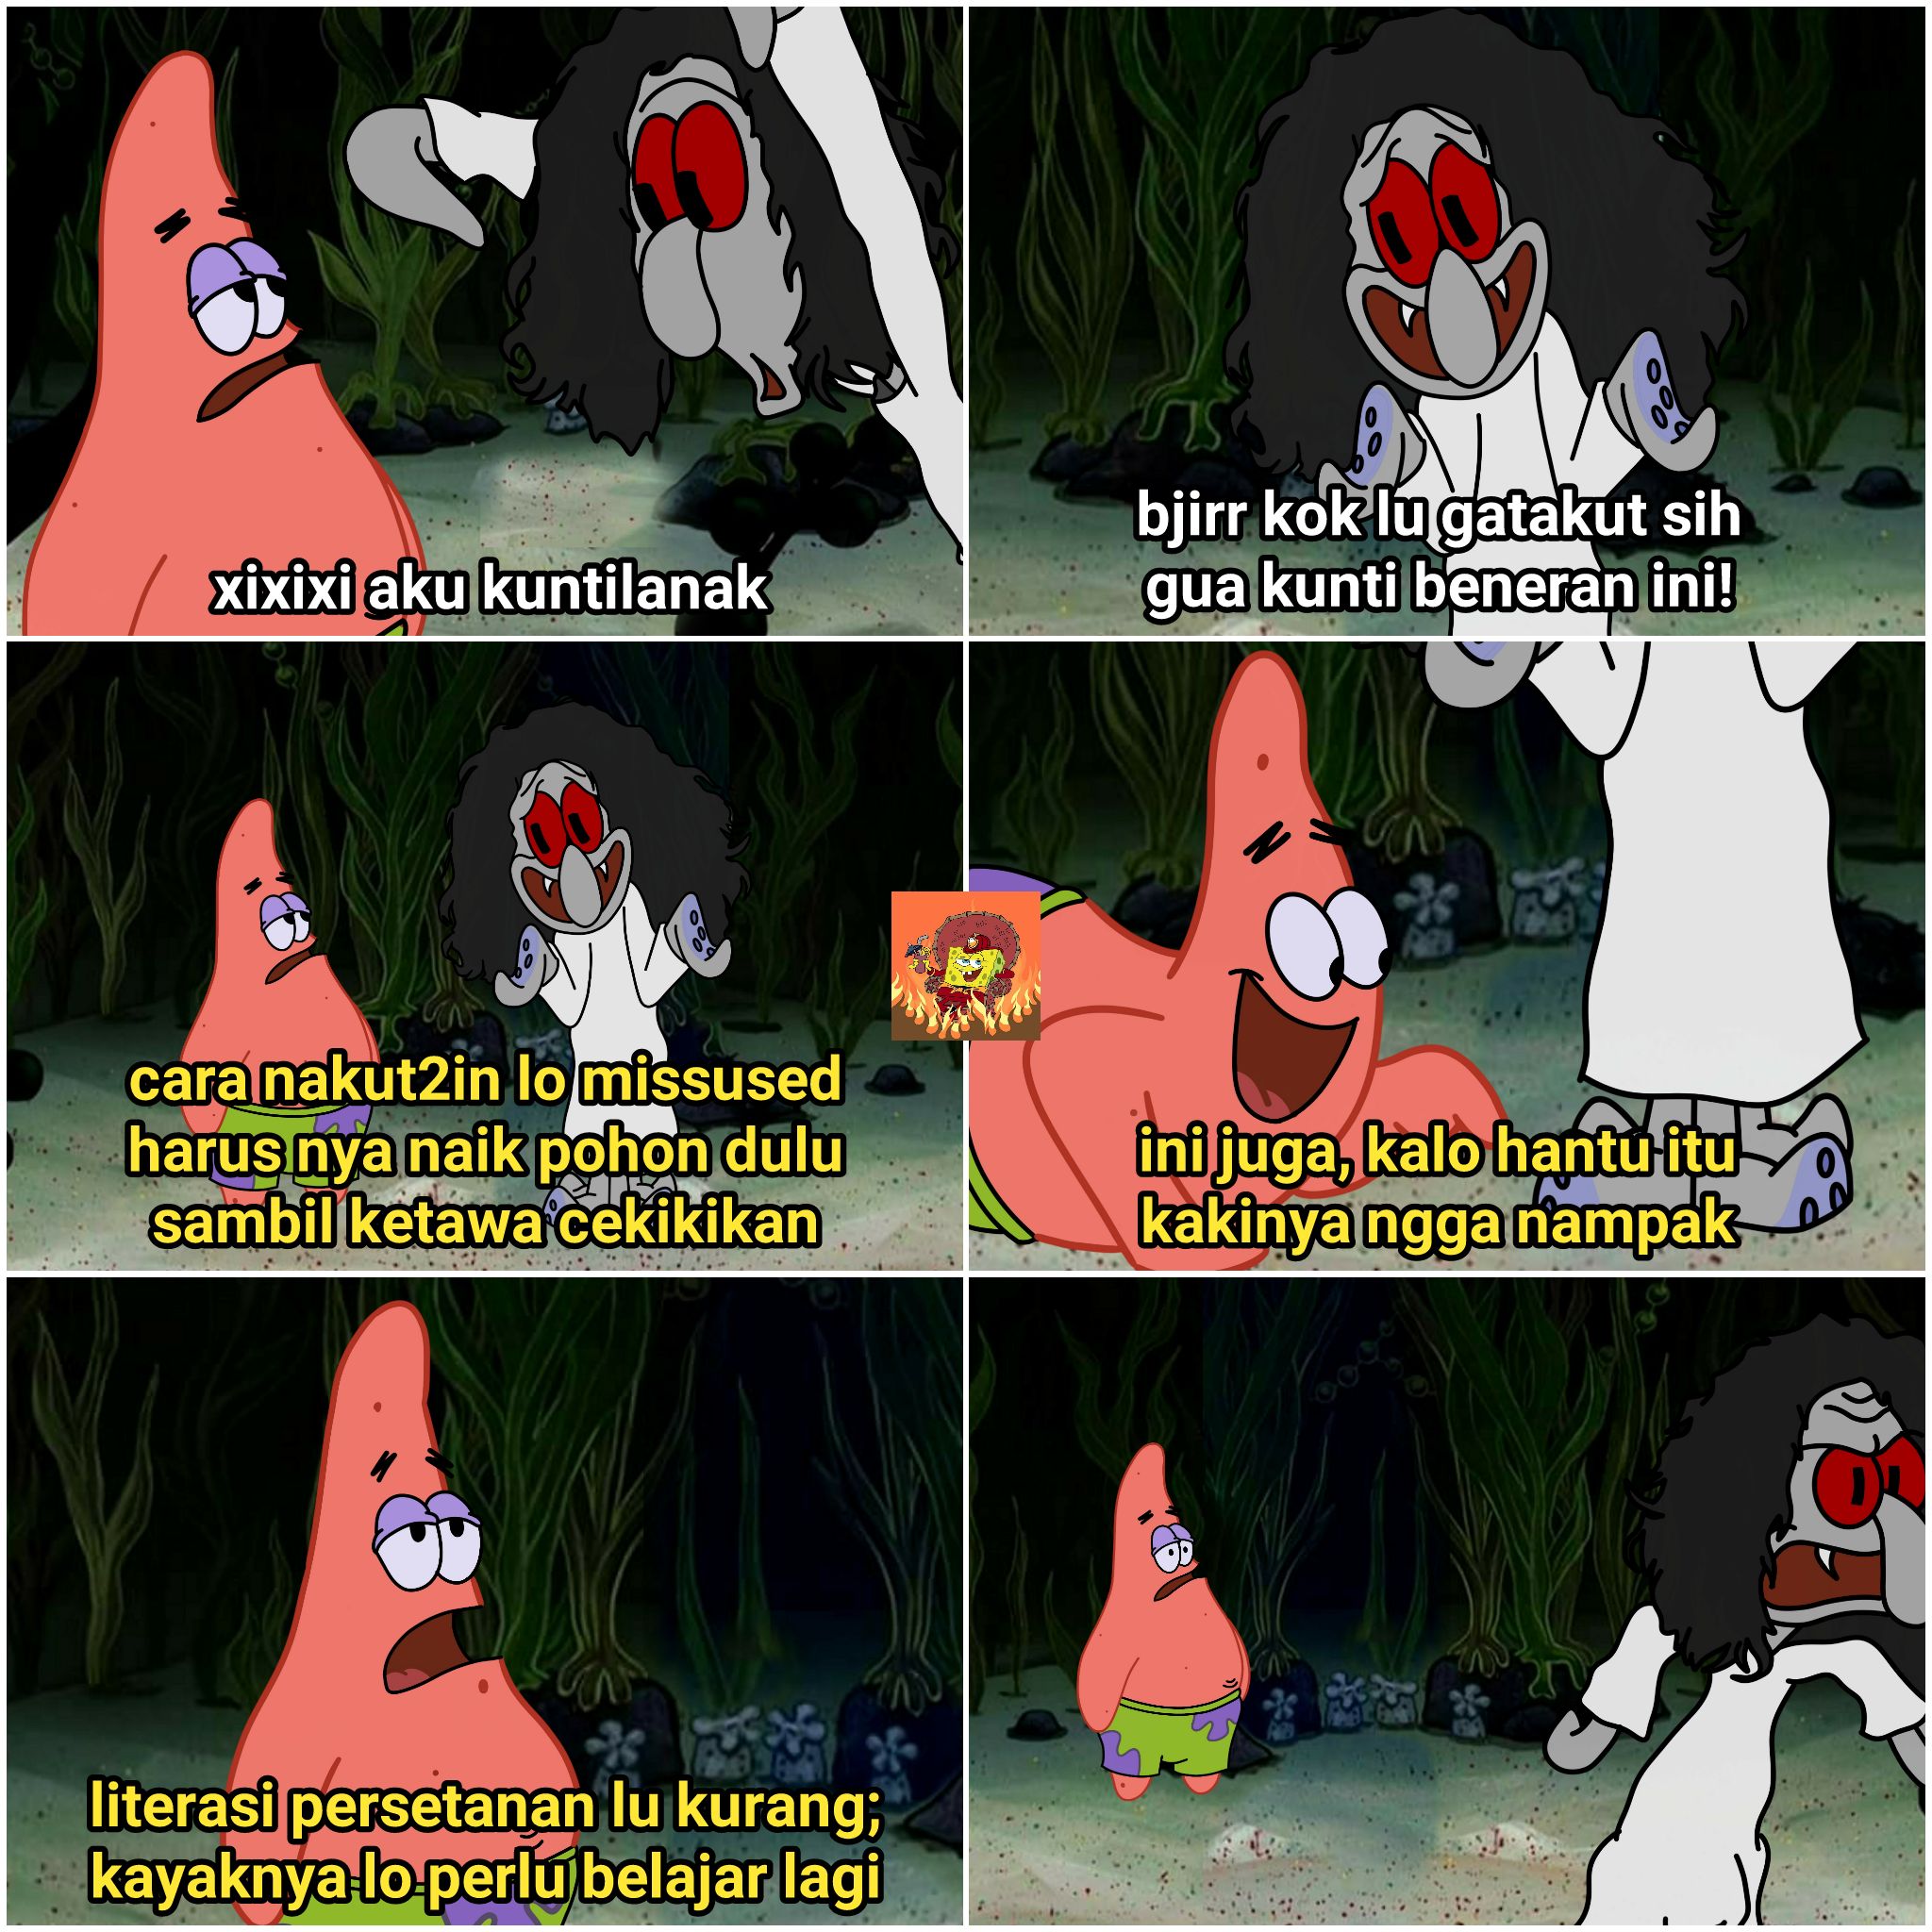 xixixi aku kuntilanak
bjirr kok lu gatakut sih
gua kunti beneran ini!
cara nakut2in lo missused
harus nya naik pohon dulu
sambil ketawa cekikikan
ini juga, kalo hantu itu
kakinya ngga nampak
literasi persetanan lu kurang;
kayaknya lo perlu belajar lagi